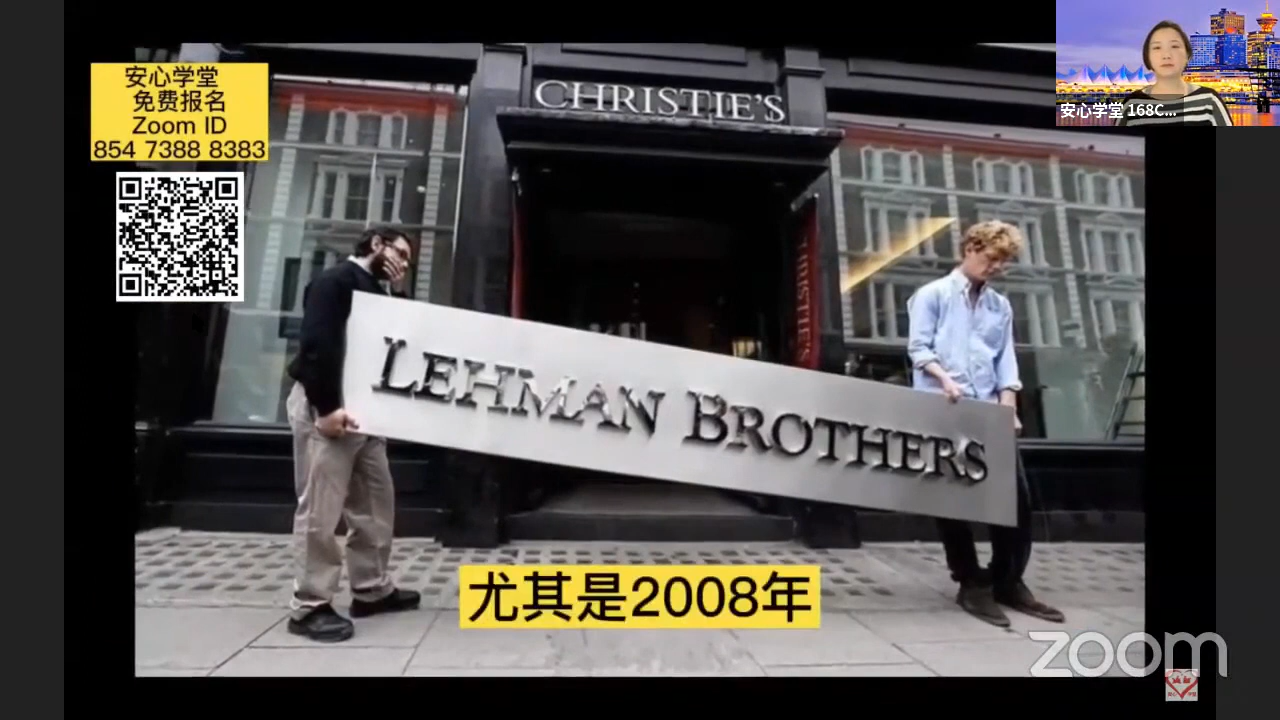 安心学堂
免费报名
Zoom ID
854 7388 8383
安心学堂 168C...
CHRISTIE'S
CHRISTIE'S
LEHMAN BROTHERS
尤其是2008年
zoom